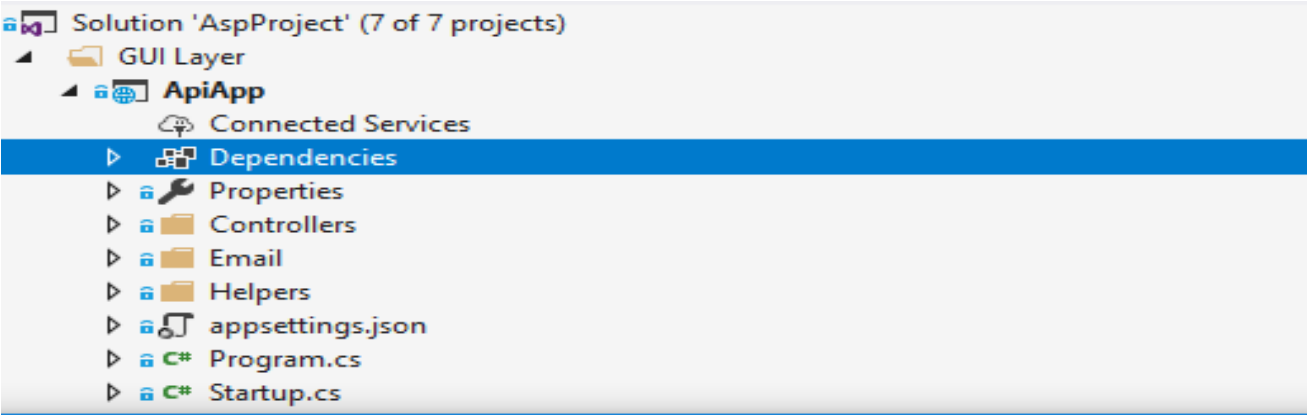 Solution 'AspProject' (7 of 7 projects)
GUI Layer
ApiApp
Connected Services
Dependencies
Properties
Controllers
Email
Helpers
appsettings.json
C# Program.cs
C# Startup.cs